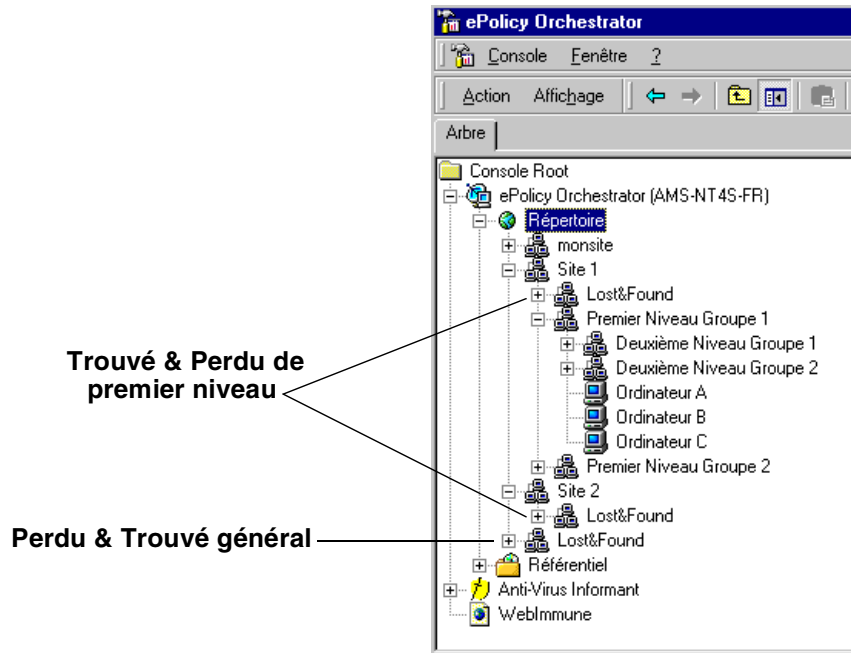 ePolicy Orchestrator
Console Fenêtre ?
Action Affichage
Arbre
Console Root
ePolicy Orchestrator (AMS-NT4S-FR)
Répertoire
monsite
Site 1
Lost&Found
Premier Niveau Groupe 1
Deuxième Niveau Groupe 1
Deuxième Niveau Groupe 2
Ordinateur A
Ordinateur B
Ordinateur C
Premier Niveau Groupe 2
Site 2
Lost&Found
Lost&Found
Référentiel
Anti-Virus Informant
WebImmune
Trouvé & Perdu de
premier niveau
Perdu & Trouvé général